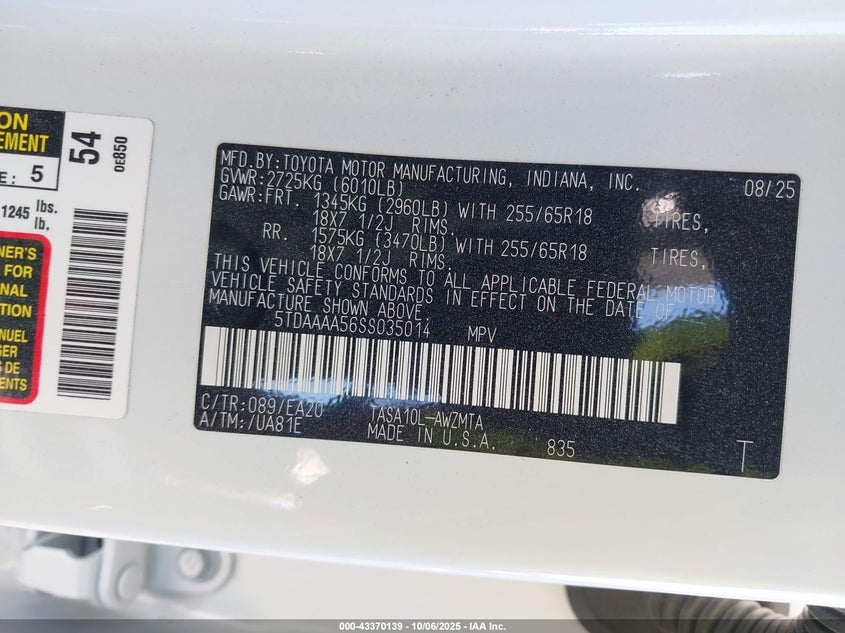 ON
EMENT
E: 5
1245 lbs.
lb.
NER'S
FOR
NAL
TION
NUEL
GER
S DE
MENTS
54
0E850
MFD.BY:TOYOTA MOTOR MANUFACTURING, INDIANA, INC. 08/25
GVWR:2725KG (6010LB)
GAWR:FRT. 1345KG (2960LB) WITH 255/65R18 TIRES,
18X7 1/2J RIMS.
RR. 1575KG (3470LB) WITH 255/65R18 TIRES,
18X7 1/2J RIMS.
THIS VEHICLE CONFORMS TO ALL APPLICABLE FEDERAL MOTOR
VEHICLE SAFETY STANDARDS IN EFFECT ON THE DATE OF
MANUFACTURE SHOWN ABOVE.
5TDAAAA56SS035014 MPV
C/TR:089/EA20 TASA10L-AWZMTA
A/TM:/UA81E MADE IN U.S.A. 835 T
000-43370139 - 10/06/2025 - IAA Inc.